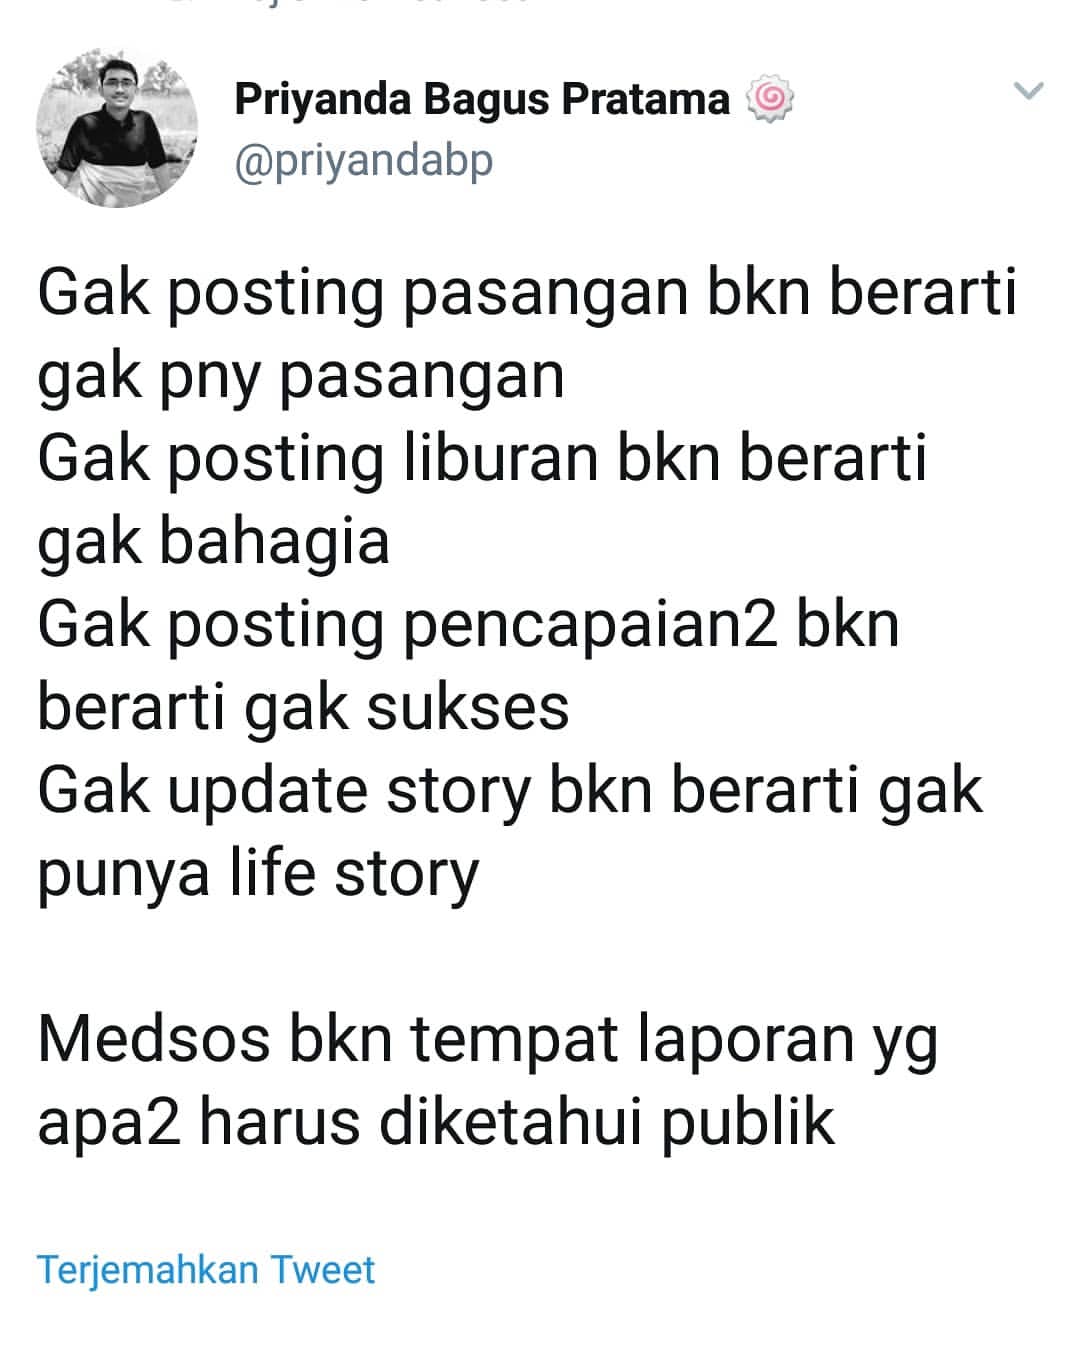 Priyanda Bagus Pratama 🍥
@priyandabp
Gak posting pasangan bkn berarti
gak pny pasangan
Gak posting liburan bkn berarti
gak bahagia
Gak posting pencapaian2 bkn
berarti gak sukses
Gak update story bkn berarti gak
punya life story
Medsos bkn tempat laporan yg
apa2 harus diketahui publik
Terjemahkan Tweet